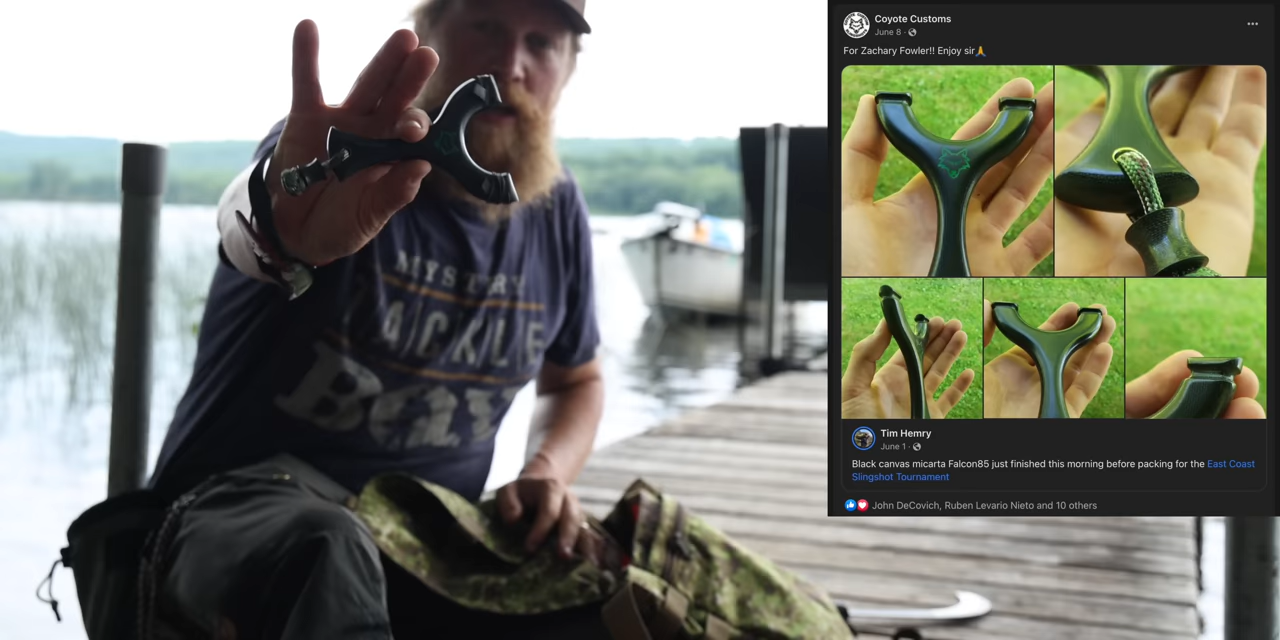 MYSTERY
TACKLE
BOX
Coyote Customs
June 8 ·
For Zachary Fowler!! Enjoy sir🙏
Tim Hemry
June 1 ·
Black canvas micarta Falcon85 just finished this morning before packing for the East Coast
Slingshot Tournament
John DeCovich, Ruben Levario Nieto and 10 others